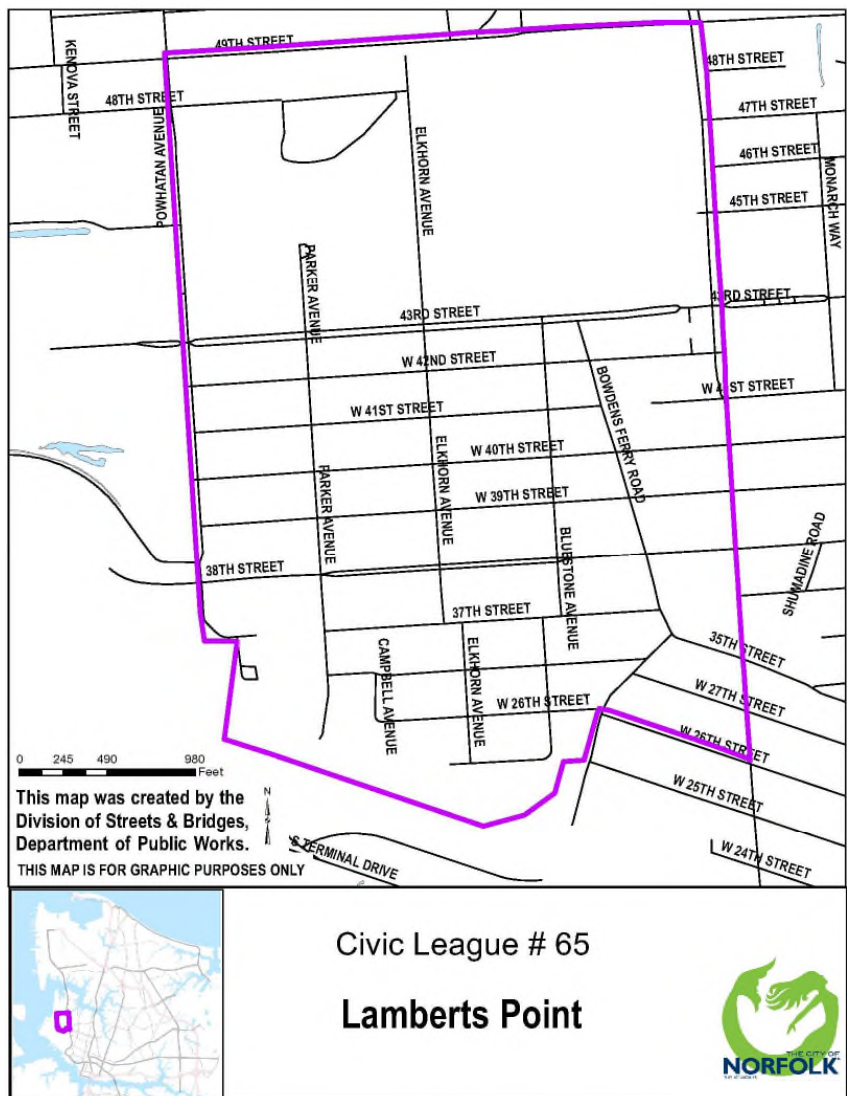 49TH STREET
KENOVA STREET
48TH STREET
48TH STREET
POWHATAN AVENUE
47TH STREET
46TH STREET
MONARCH WAY
45TH STREET
ELKHORN AVENUE
PARKER AVENUE
43RD STREET
43RD STREET
W 42ND STREET
W 41ST STREET
W 41ST STREET
BOWDENS FERRY ROAD
W 40TH STREET
ELKHORN AVENUE
PARKER AVENUE
W 39TH STREET
BLUESTONE AVENUE
SHUMADINE ROAD
38TH STREET
37TH STREET
35TH STREET
CAMPBELL AVENUE
ELKHORN AVENUE
W 27TH STREET
W 26TH STREET
W 26TH STREET
W 25TH STREET
W 24TH STREET
S TERMINAL DRIVE
0 245 490 980
Feet
N
This map was created by the
Division of Streets & Bridges,
Department of Public Works.
THIS MAP IS FOR GRAPHIC PURPOSES ONLY
Civic League # 65
Lamberts Point
THE CITY OF
NORFOLK